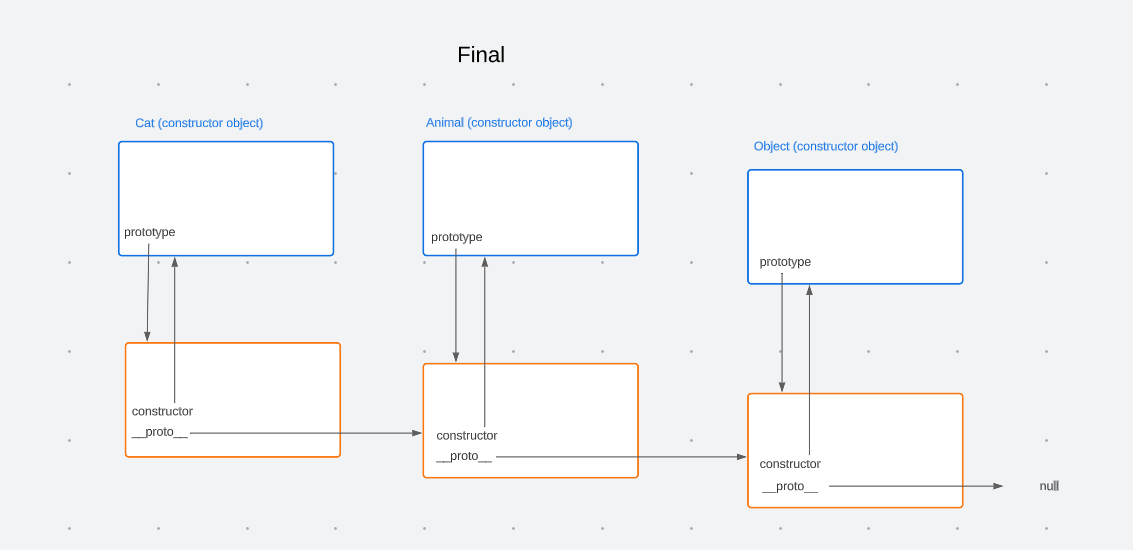 Final
Cat (constructor object)
Animal (constructor object)
Object (constructor object)
prototype
prototype
prototype
constructor
__proto__
constructor
__proto__
constructor
__proto__
null